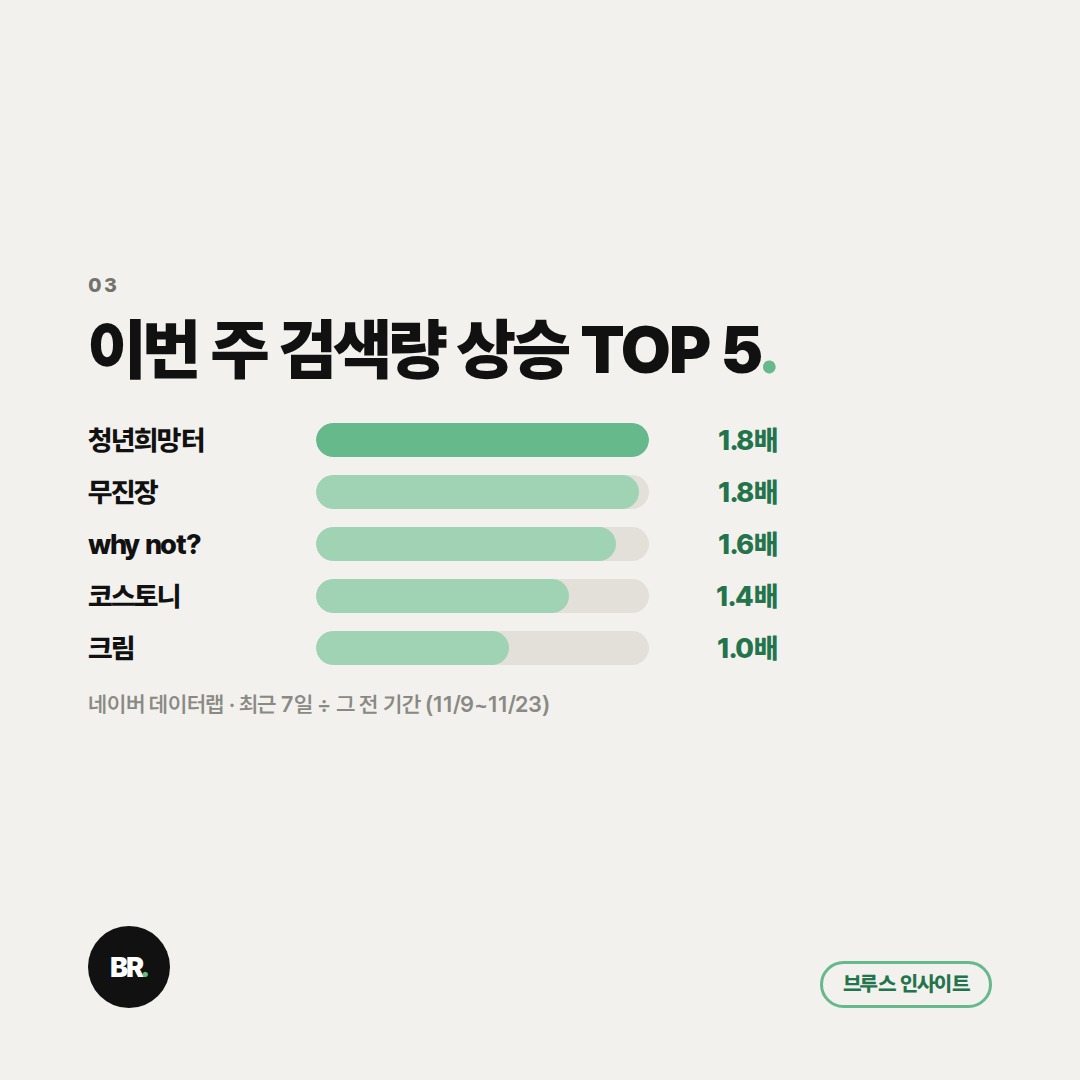 03
이번 주 검색량 상승 TOP 5.
청년희망터 1.8배
무진장 1.8배
why not? 1.6배
코스토니 1.4배
크림 1.0배
네이버 데이터랩 · 최근 7일 ÷ 그 전 기간 (11/9~11/23)
BR.
브루스 인사이트